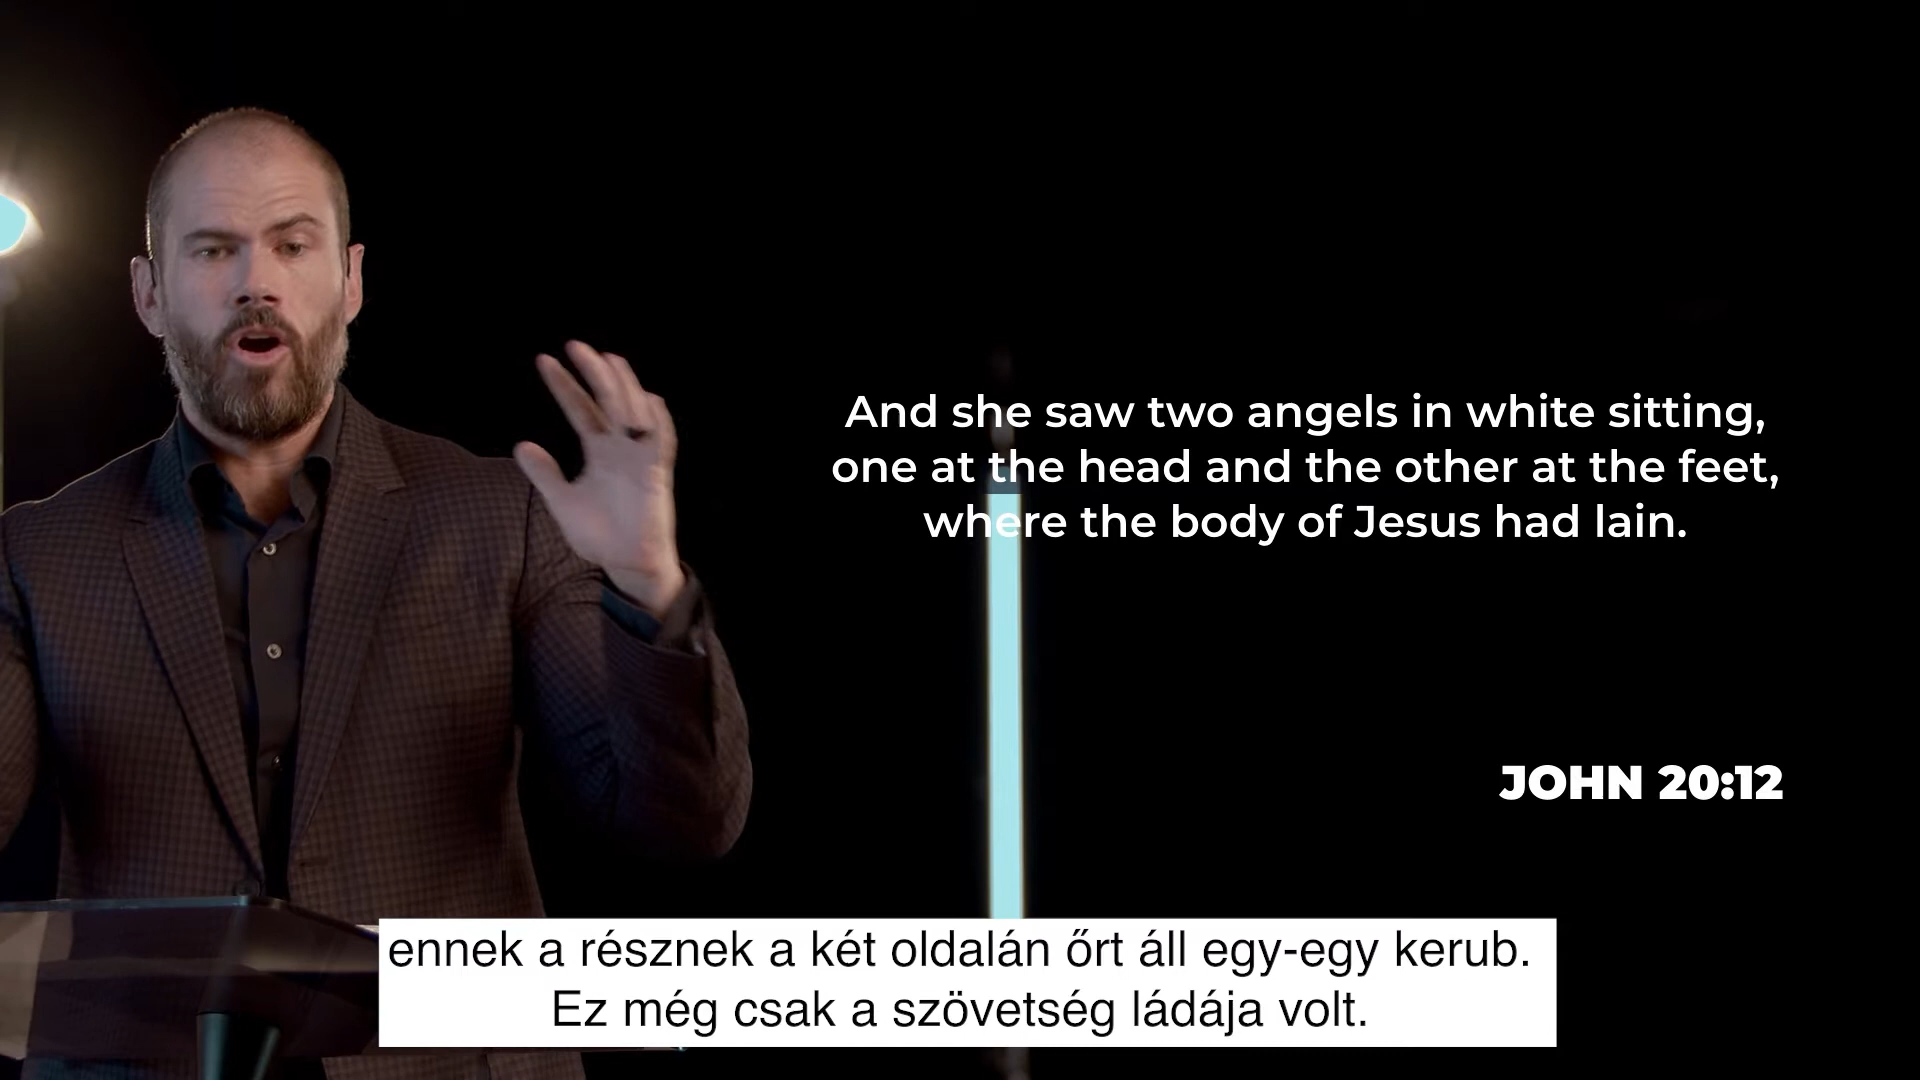 And she saw two angels in white sitting,
one at the head and the other at the feet,
where the body of Jesus had lain.
JOHN 20:12
ennek a résznek a két oldalán őrt áll egy-egy kerub.
Ez még csak a szövetség ládája volt.